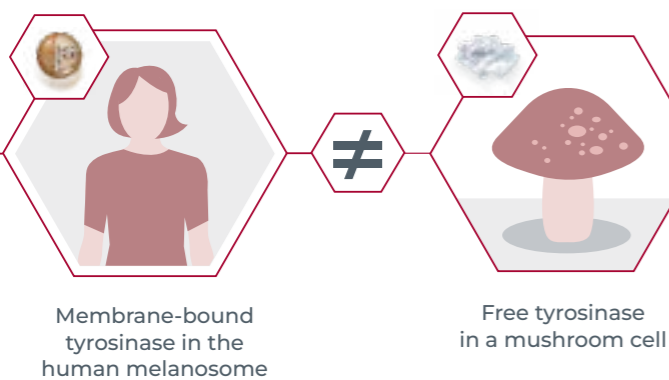 ≠
Membrane-bound
tyrosinase in the
human melanosome
Free tyrosinase
in a mushroom cell